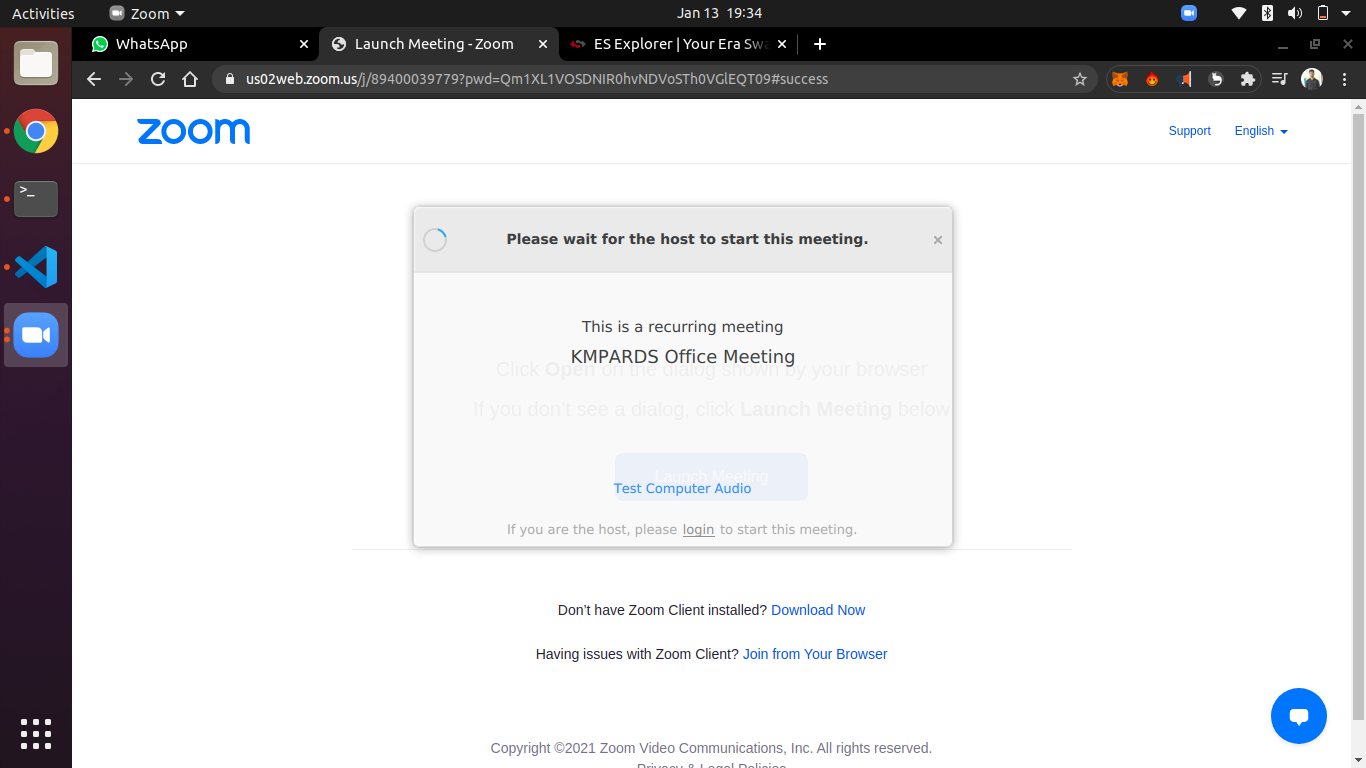 Activities Zoom Jan 13 19:34
WhatsApp Launch Meeting - Zoom ES Explorer | Your Era Swa
us02web.zoom.us/j/89400039779?pwd=Qm1XL1VOSDNIR0hvNDVoSTh0VGlEQT09#success
zoom Support English
Please wait for the host to start this meeting.
This is a recurring meeting
KMPARDS Office Meeting
Click Open on the dialog shown by your browser
If you don't see a dialog, click Launch Meeting below
Launch Meeting
Test Computer Audio
If you are the host, please login to start this meeting.
Don't have Zoom Client installed? Download Now
Having issues with Zoom Client? Join from Your Browser
Copyright ©2021 Zoom Video Communications, Inc. All rights reserved.
Privacy & Legal Policies